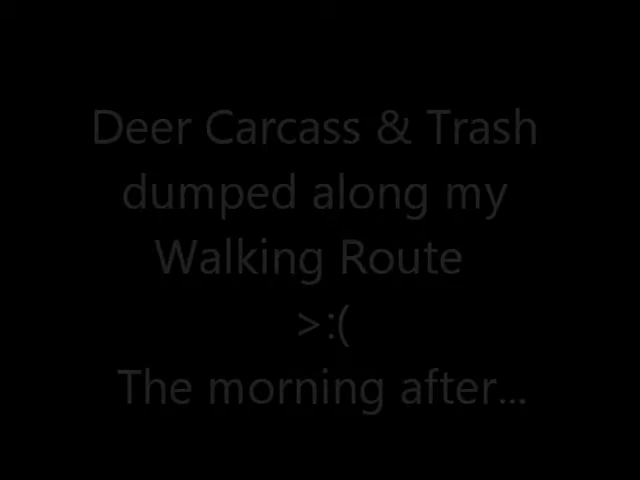 Deer Carcass & Trash
dumped along my
Walking Route
>:(
The morning after...